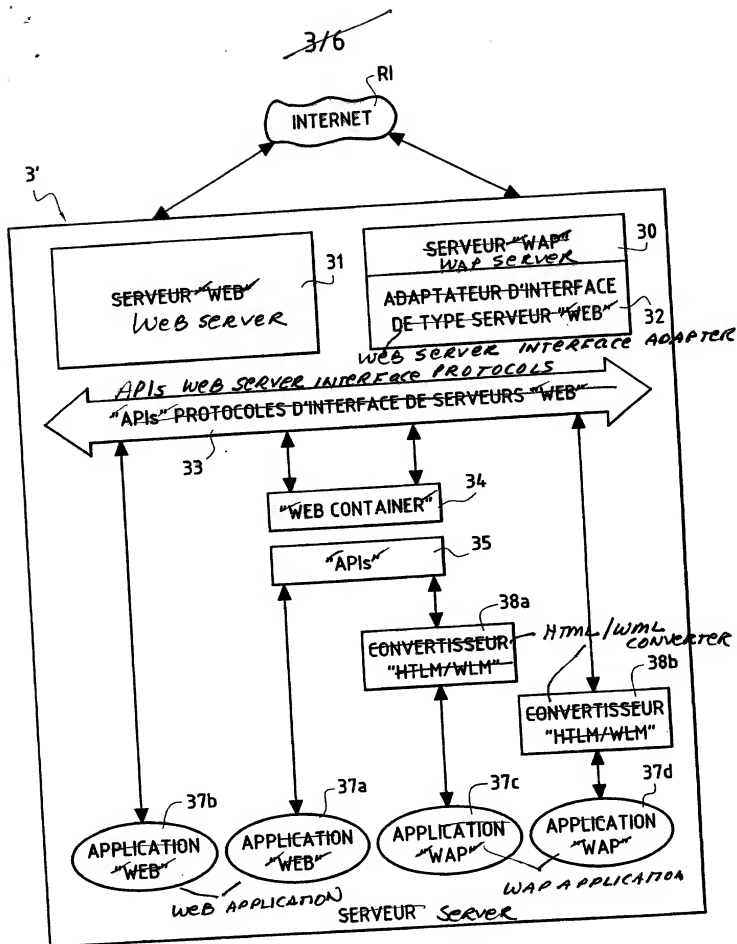 3/6
RI
INTERNET
3'
SERVEUR "WAP"
30
WAP SERVER
31
SERVEUR "WEB"
WEB SERVER
ADAPTATEUR D'INTERFACE
DE TYPE SERVEUR "WEB"
32
WEB SERVER INTERFACE ADAPTER
APIs WEB SERVER INTERFACE PROTOCOLS
"APIs" PROTOCOLES D'INTERFACE DE SERVEURS "WEB"
33
34
"WEB CONTAINER"
35
"APIs"
38a
CONVERTISSEUR
"HTLM/WLM"
HTML/WML
CONVERTER
38b
CONVERTISSEUR
"HTLM/WLM"
37b
37a
37c
37d
APPLICATION
"WEB"
APPLICATION
"WEB"
APPLICATION
"WAP"
APPLICATION
"WAP"
WEB APPLICATION
WAP APPLICATION
SERVEUR SERVER